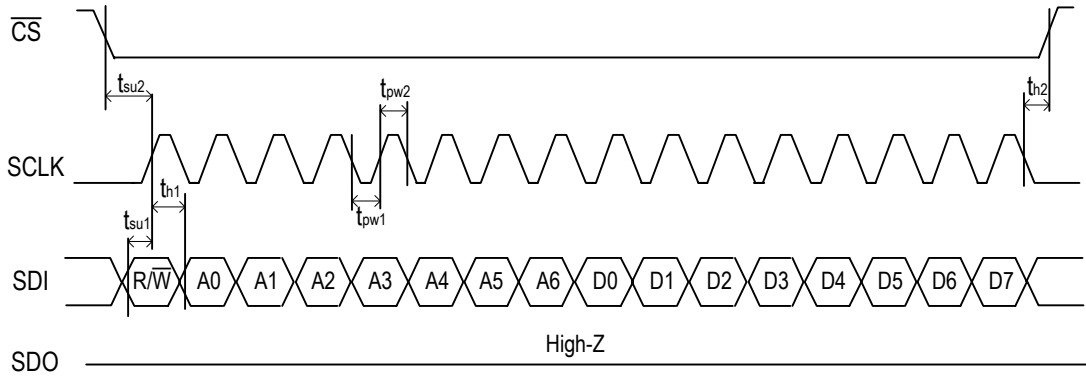 C̅S̅
tsu2
tpw2
th2
SCLK
th1
tpw1
tsu1
SDI R/W̅ A0 A1 A2 A3 A4 A5 A6 D0 D1 D2 D3 D4 D5 D6 D7
High-Z
SDO